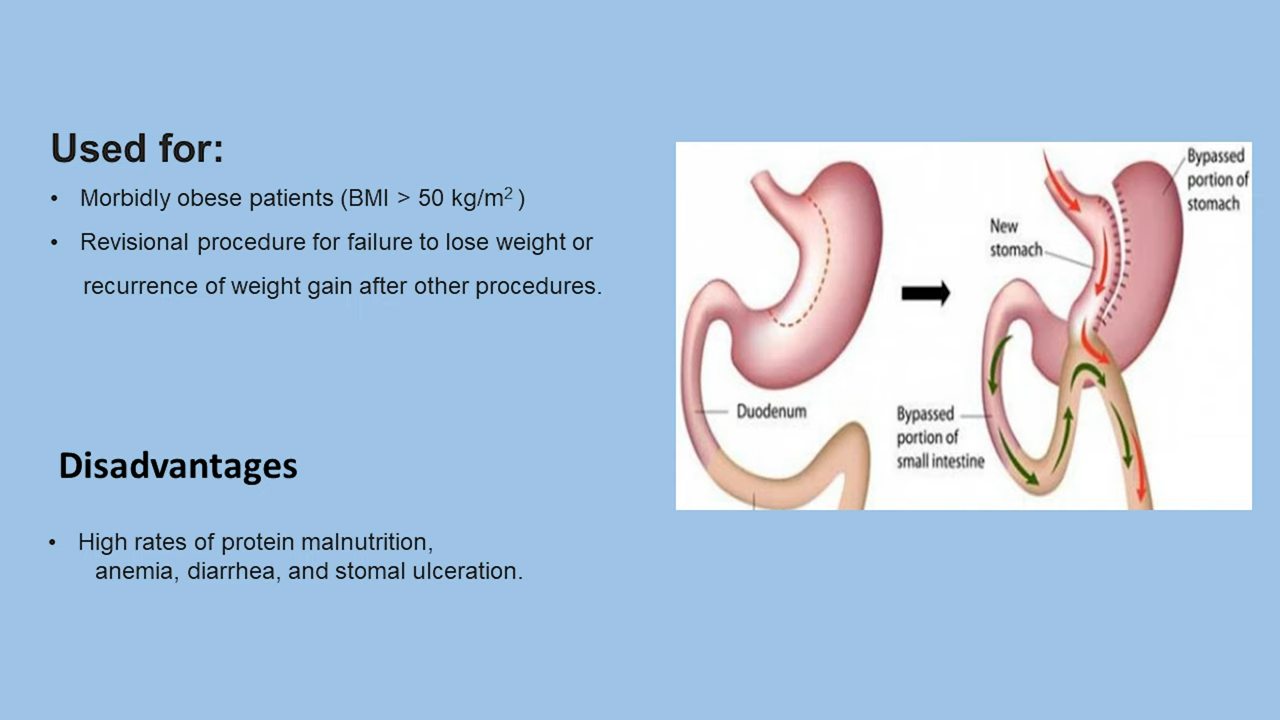 Used for:
• Morbidly obese patients (BMI > 50 kg/m² )
• Revisional procedure for failure to lose weight or
recurrence of weight gain after other procedures.
Disadvantages
• High rates of protein malnutrition,
anemia, diarrhea, and stomal ulceration.
Duodenum
Bypassed
portion of
stomach
New
stomach
Bypassed
portion of
small intestine